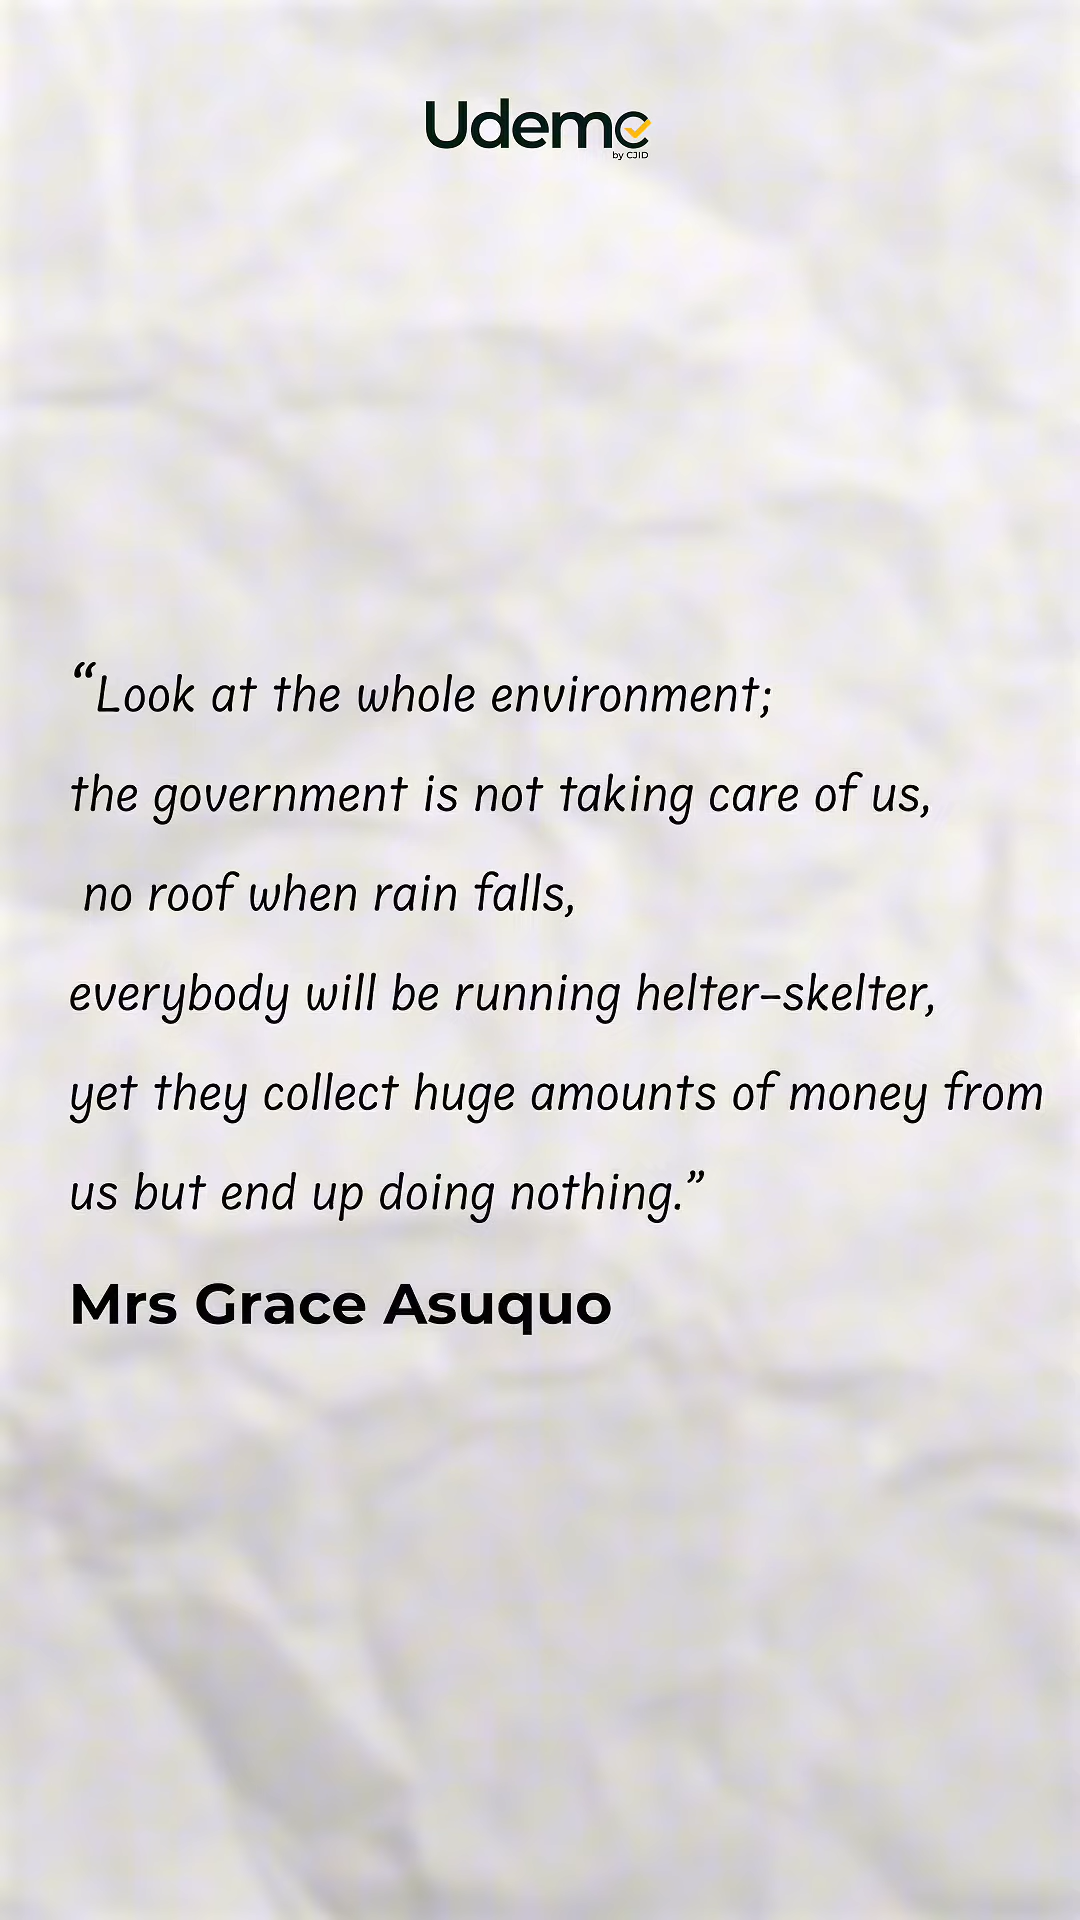 Udeme
by CJID
“Look at the whole environment;
the government is not taking care of us,
no roof when rain falls,
everybody will be running helter-skelter,
yet they collect huge amounts of money from
us but end up doing nothing.”
Mrs Grace Asuquo